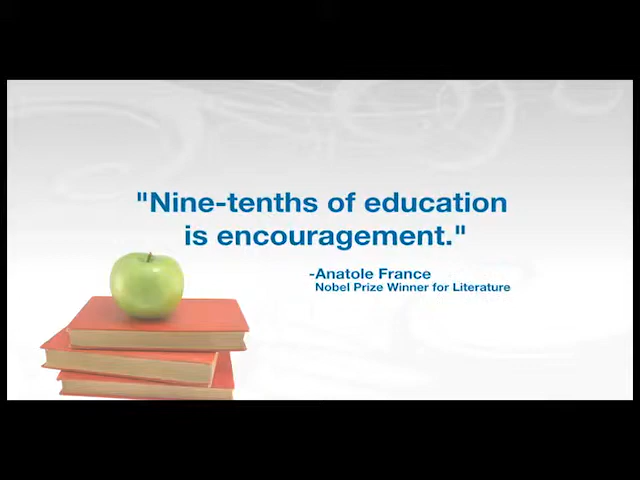 "Nine-tenths of education
is encouragement."
-Anatole France
Nobel Prize Winner for Literature